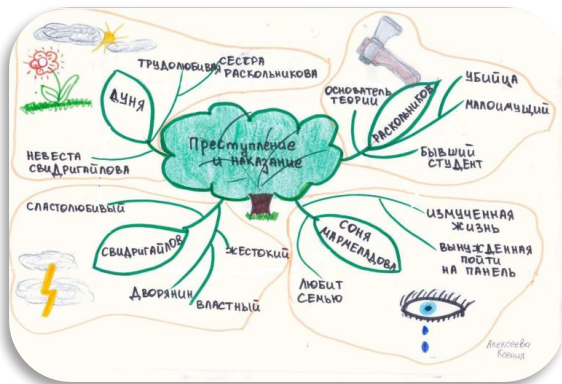 Преступление
и наказание
ДУНЯ
ТРУДОЛЮБИВАЯ
СЕСТРА
РАСКОЛЬНИКОВА
НЕВЕСТА
СВИДРИГАЙЛОВА
РАСКОЛЬНИКОВ
ОСНОВАТЕЛЬ
ТЕОРИИ
УБИЙЦА
МАЛОИМУЩИЙ
БЫВШИЙ
СТУДЕНТ
СВИДРИГАЙЛОВ
СЛАСТОЛЮБИВЫЙ
ЖЕСТОКИЙ
ДВОРЯНИН
ВЛАСТНЫЙ
СОНЯ
МАРМЕЛАДОВА
ИЗМУЧЕННАЯ
ЖИЗНЬ
ВЫНУЖДЕННАЯ
ПОЙТИ
НА ПАНЕЛЬ
ЛЮБИТ
СЕМЬЮ
Алексеева
Ксения